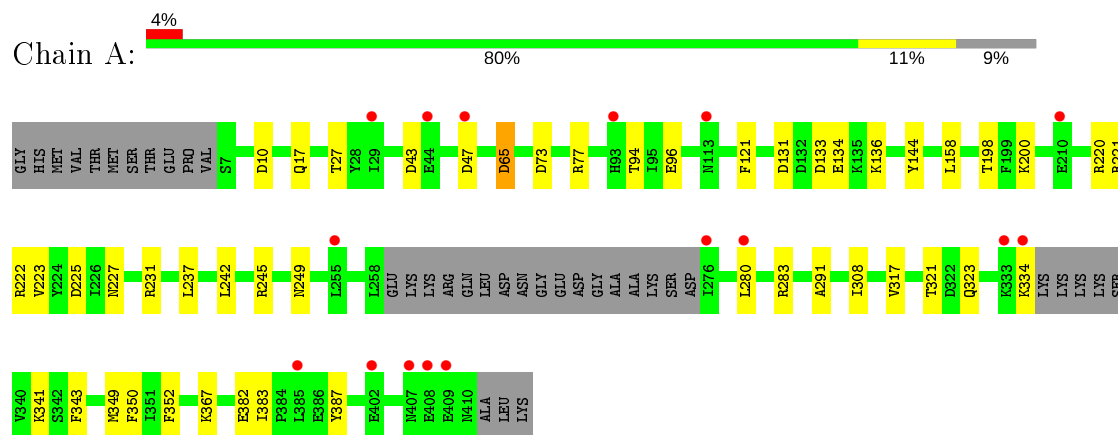 4%
Chain A:
80% 11% 9%
GLY HIS MET VAL THR MET SER THR GLU PRO VAL S7 D10 Q17 T27 Y28 I29 D43 E44 D47 D65 D73 R77 H93 T94 I95 E96 N113 F121 D131 D132 D133 E134 K135 K136 Y144 L158 T198 F199 K200 E210 R220 R221
R222 V223 Y224 D225 I226 N227 R231 L237 L242 R245 N249 L255 L258 GLU LYS LYS ARG GLN LEU ASP ASN GLY GLU ASP GLY ALA ALA LYS SER ASP I276 L280 R283 A291 I308 V317 T321 D322 Q323 K333 K334 LYS LYS LYS LYS SER
V340 K341 S342 F343 M349 F350 I351 F352 K367 E382 I383 P384 L385 E386 Y387 E402 N407 E408 E409 N410 ALA LEU LYS